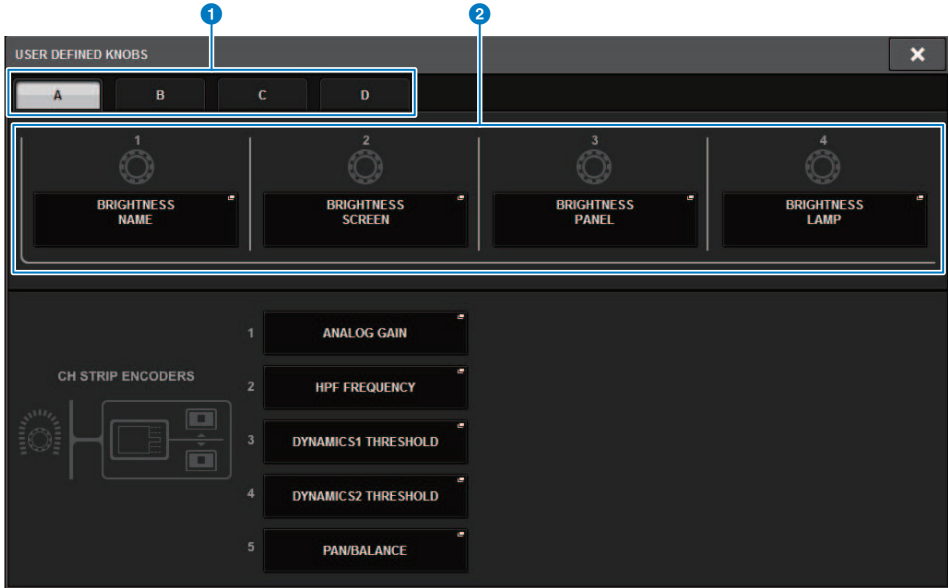 1 2
USER DEFINED KNOBS
A B C D
1 2 3 4
BRIGHTNESS
NAME
BRIGHTNESS
SCREEN
BRIGHTNESS
PANEL
BRIGHTNESS
LAMP
CH STRIP ENCODERS
1 ANALOG GAIN
2 HPF FREQUENCY
3 DYNAMICS1 THRESHOLD
4 DYNAMICS2 THRESHOLD
5 PAN/BALANCE